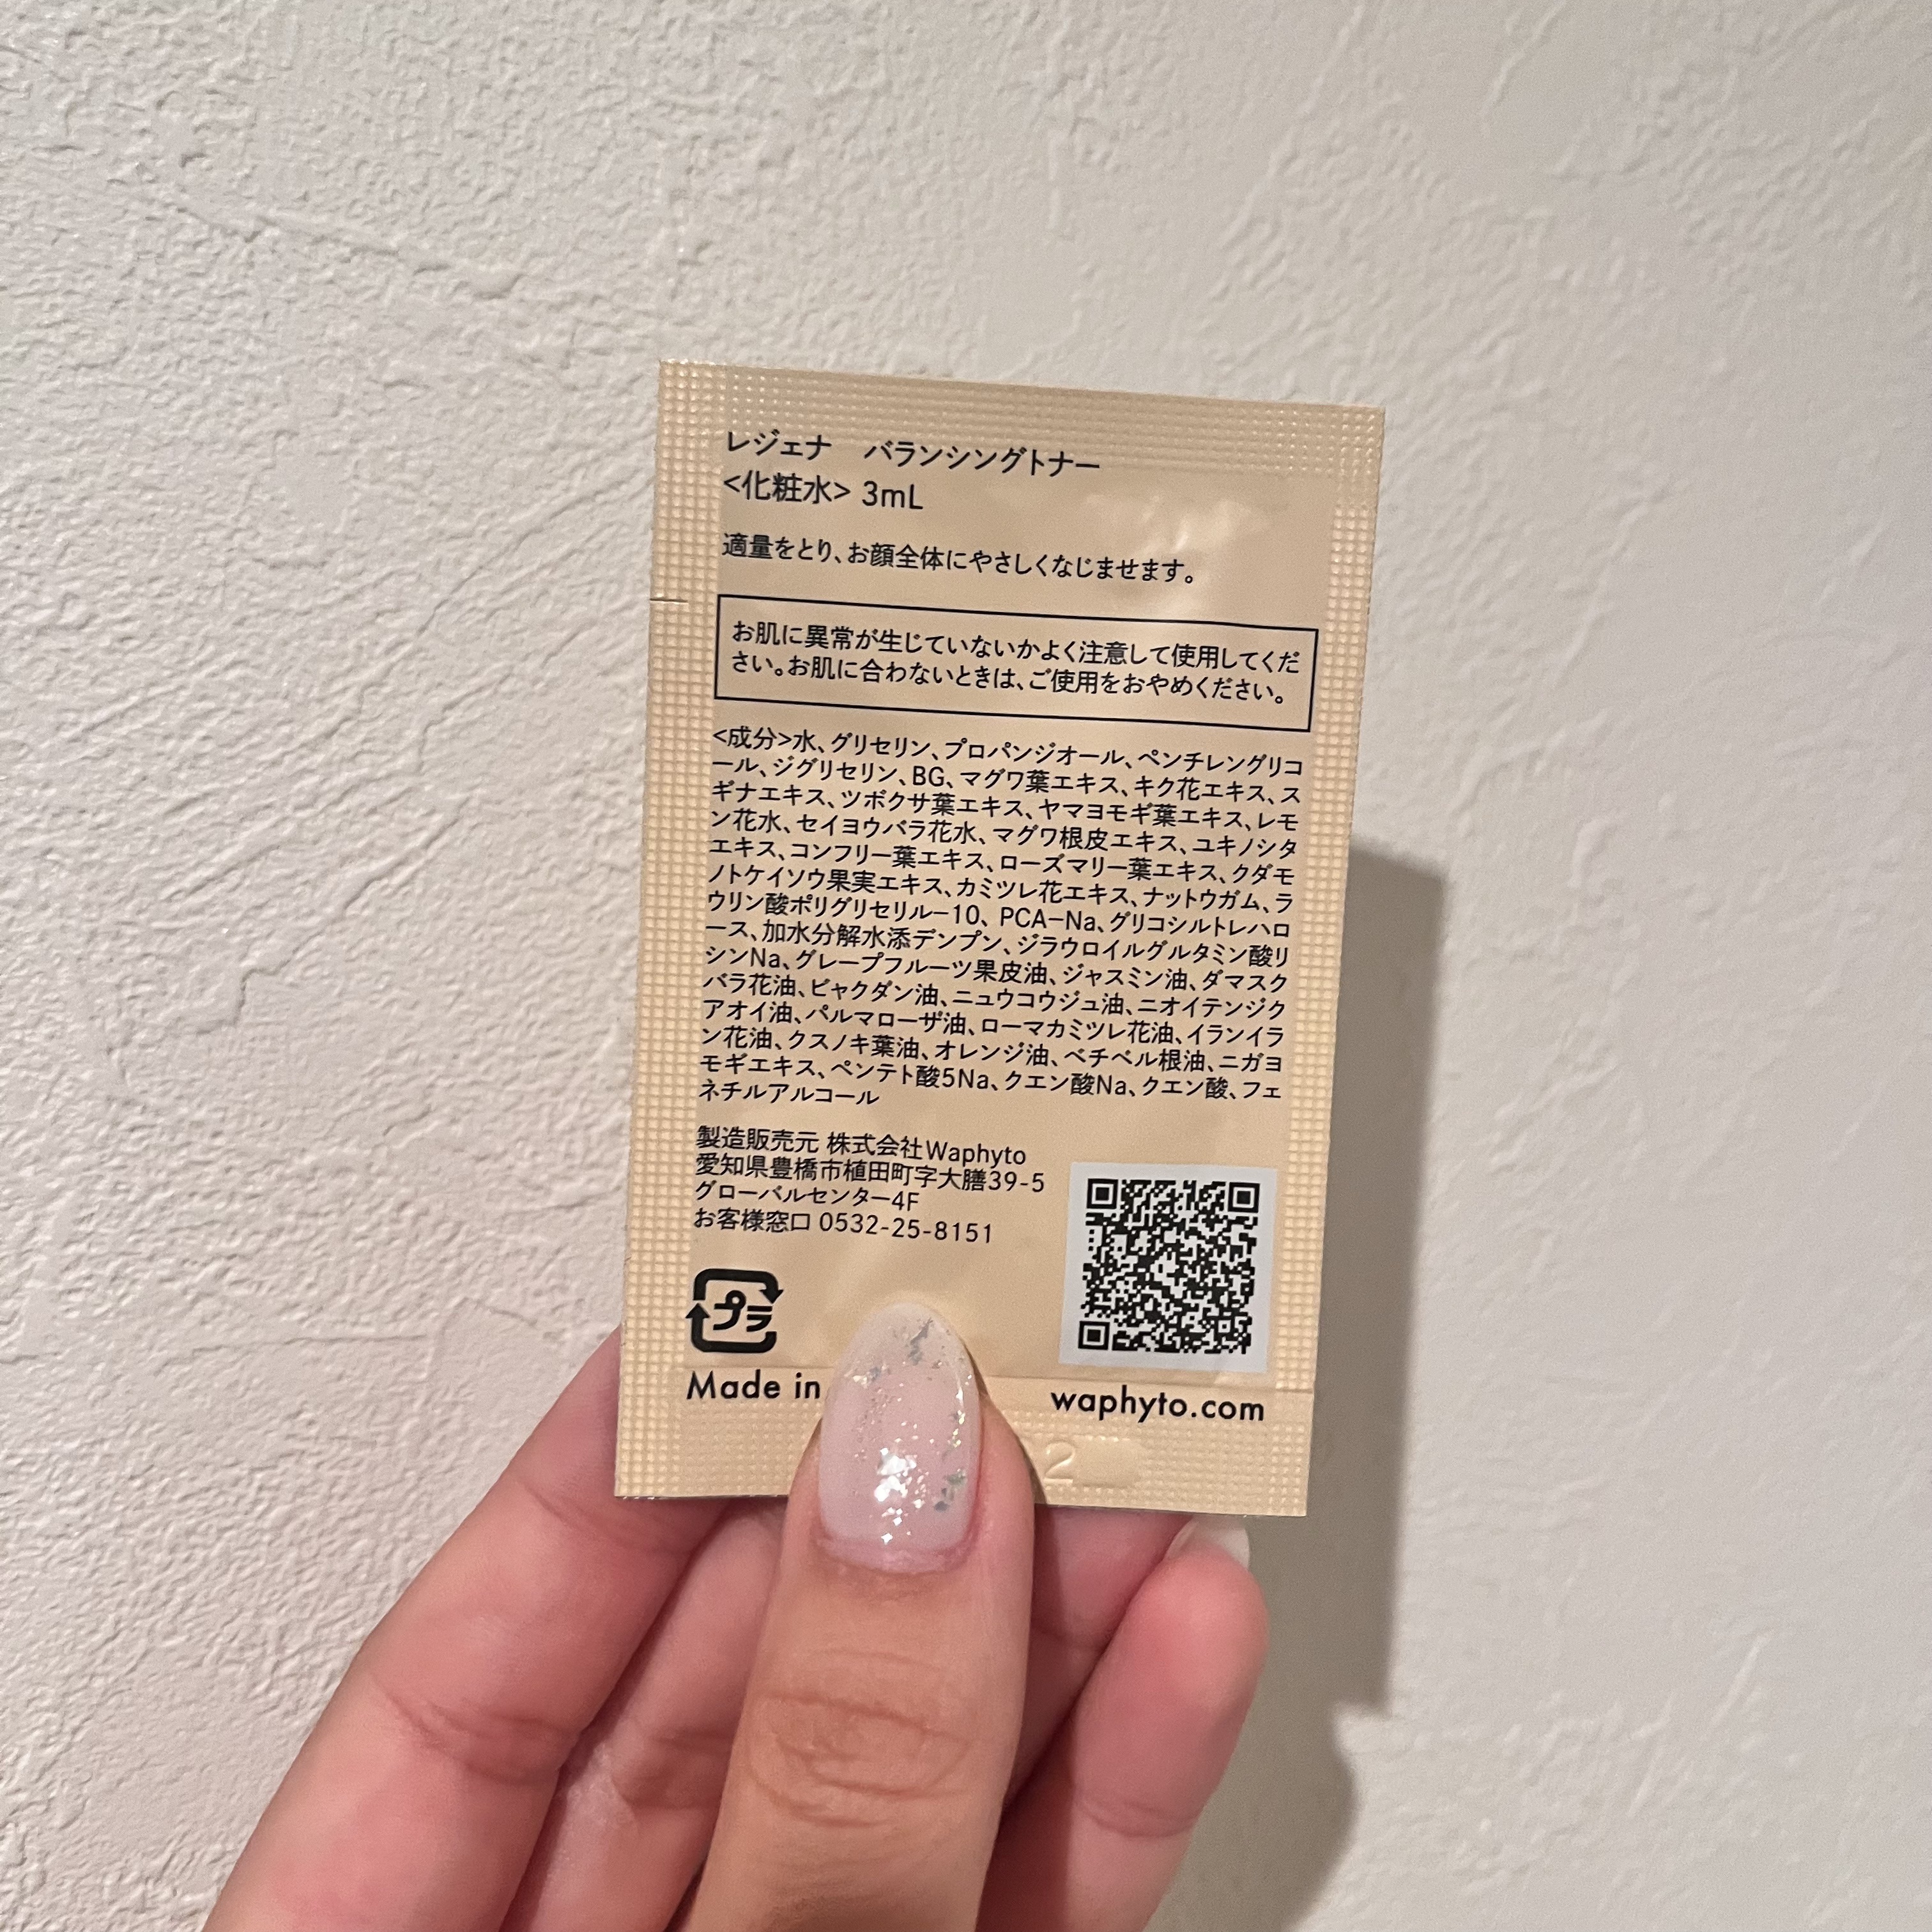 レジェナ　バランシングトナー
<化粧水> 3mL
適量をとり、お顔全体にやさしくなじませます。
お肌に異常が生じていないかよく注意して使用してくだ
さい。お肌に合わないときは、ご使用をおやめください。
<成分>水、グリセリン、プロパンジオール、ペンチレングリコ
ール、ジグリセリン、BG、マグワ葉エキス、キク花エキス、ス
ギナエキス、ツボクサ葉エキス、ヤマヨモギ葉エキス、レモ
ン花水、セイヨウバラ花水、マグワ根皮エキス、ユキノシタ
エキス、コンフリー葉エキス、ローズマリー葉エキス、クダモ
ノトケイソウ果実エキス、カミツレ花エキス、ナットウガム、ラ
ウリン酸ポリグリセリル−10、PCA−Na、グリコシルトレハロ
ース、加水分解水添デンプン、ジラウロイルグルタミン酸リ
シンNa、グレープフルーツ果皮油、ジャスミン油、ダマスク
バラ花油、ビャクダン油、ニュウコウジュ油、ニオイテンジク
アオイ油、パルマローザ油、ローマカミツレ花油、イランイラ
ン花油、クスノキ葉油、オレンジ油、ベチベル根油、ニガヨ
モギエキス、ペンテト酸5Na、クエン酸Na、クエン酸、フェ
ネチルアルコール
製造販売元 株式会社Waphyto
愛知県豊橋市植田町字大膳39-5
グローバルセンター4F
お客様窓口 0532-25-8151
プラ
Made in
waphyto.com
2